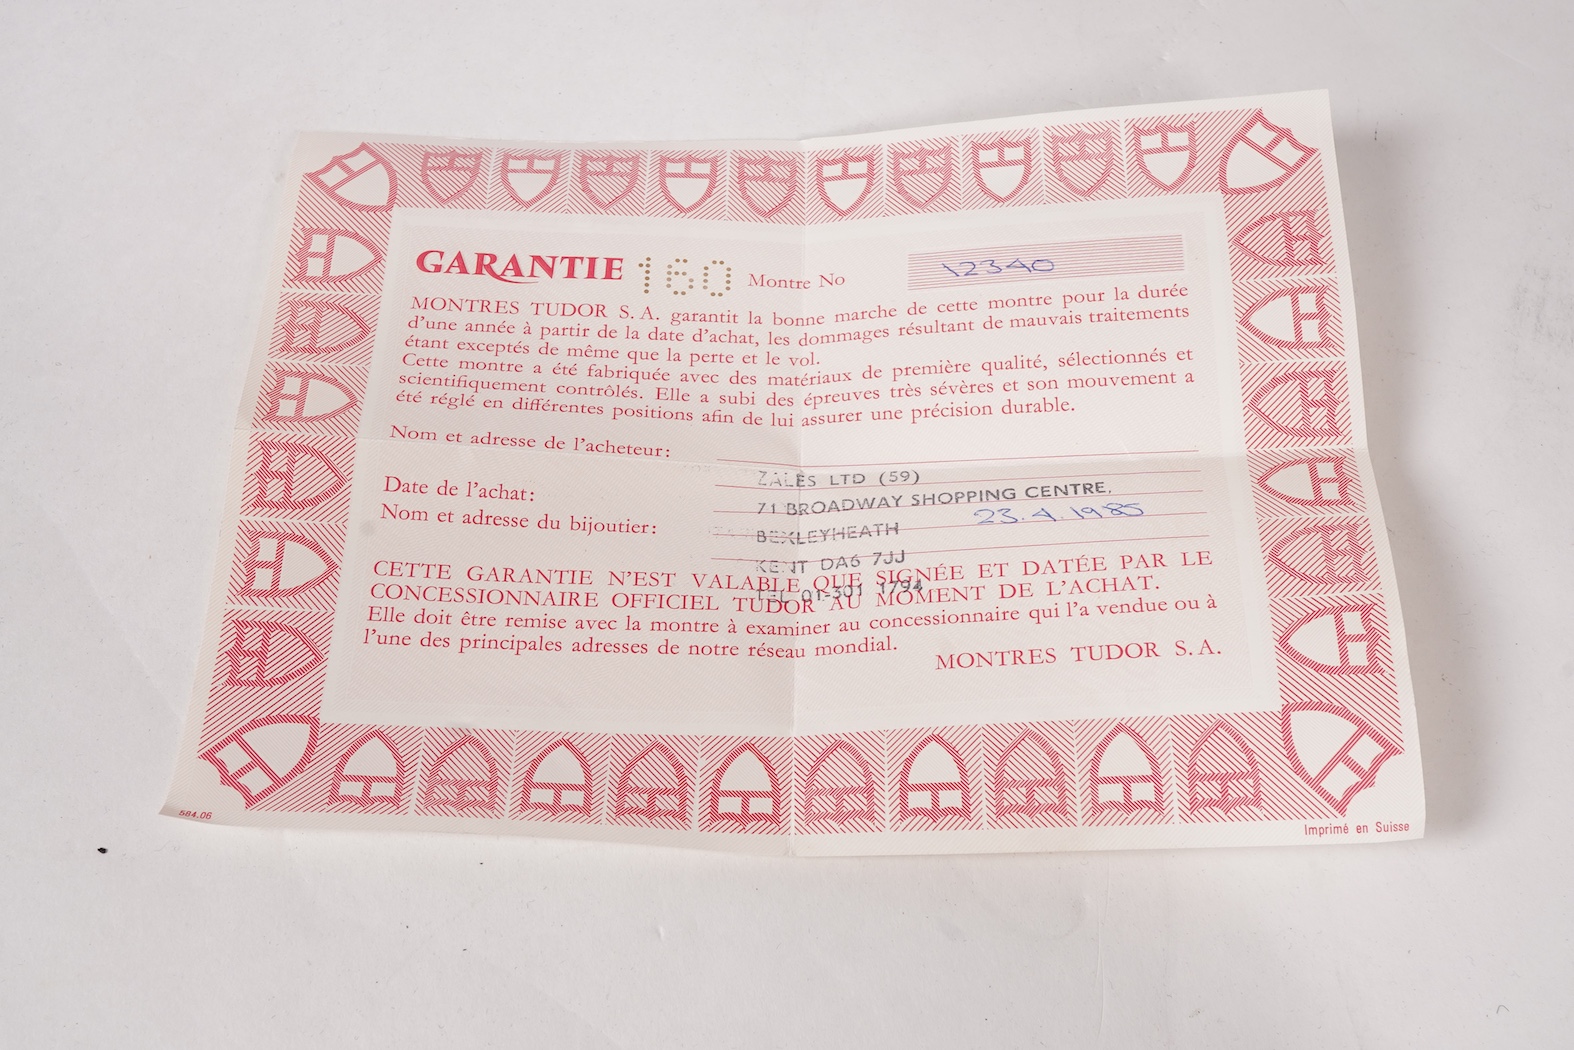 GARANTIE 160 Montre No 12340
MONTRES TUDOR S. A. garantit la bonne marche de cette montre pour la durée
d'une année à partir de la date d'achat, les dommages résultant de mauvais traitements
étant exceptés de même que la perte et le vol.
Cette montre a été fabriquée avec des matériaux de première qualité, sélectionnés et
scientifiquement contrôlés. Elle a subi des épreuves très sévères et son mouvement a
été réglé en différentes positions afin de lui assurer une précision durable.
Nom et adresse de l'acheteur:
ZALES LTD (59)
Date de l'achat:
71 BROADWAY SHOPPING CENTRE,
23.4.1985
Nom et adresse du bijoutier:
BEXLEYHEATH
KENT DA6 7JJ
CETTE GARANTIE N'EST VALABLE QUE SIGNÉE ET DATÉE PAR LE
TEL 01-301 1794
CONCESSIONNAIRE OFFICIEL TUDOR AU MOMENT DE L'ACHAT.
Elle doit être remise avec la montre à examiner au concessionnaire qui l'a vendue ou à
l'une des principales adresses de notre réseau mondial.
MONTRES TUDOR S. A.
564.06
Imprimé en Suisse